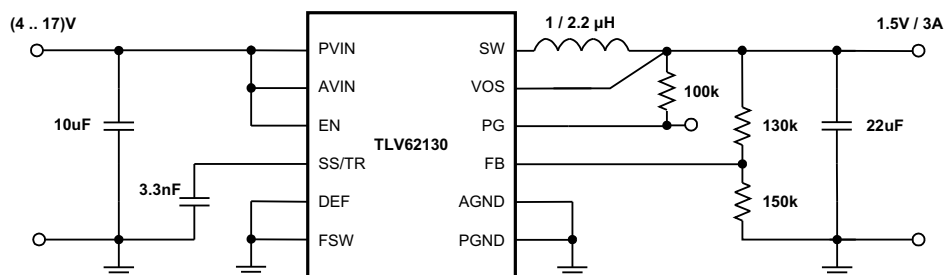 (4 .. 17)V
1 / 2.2 µH
1.5V / 3A
PVIN
SW
AVIN
VOS
100k
10uF
EN
PG
TLV62130
130k
22uF
SS/TR
FB
3.3nF
150k
DEF
AGND
FSW
PGND